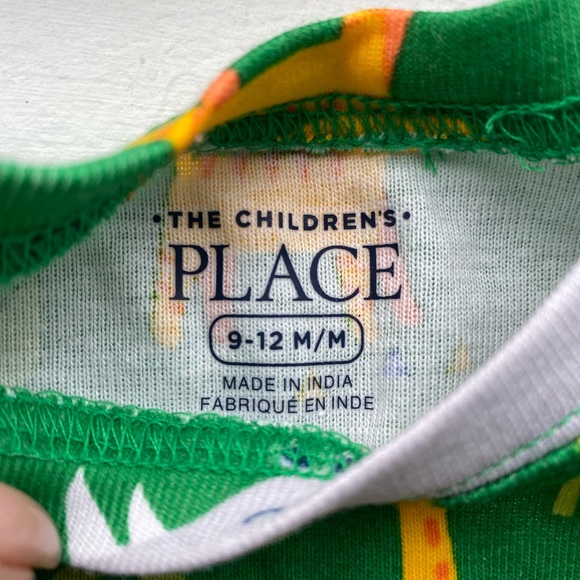 • THE CHILDREN'S •
PLACE
9-12 M/M
MADE IN INDIA
FABRIQUÉ EN INDE